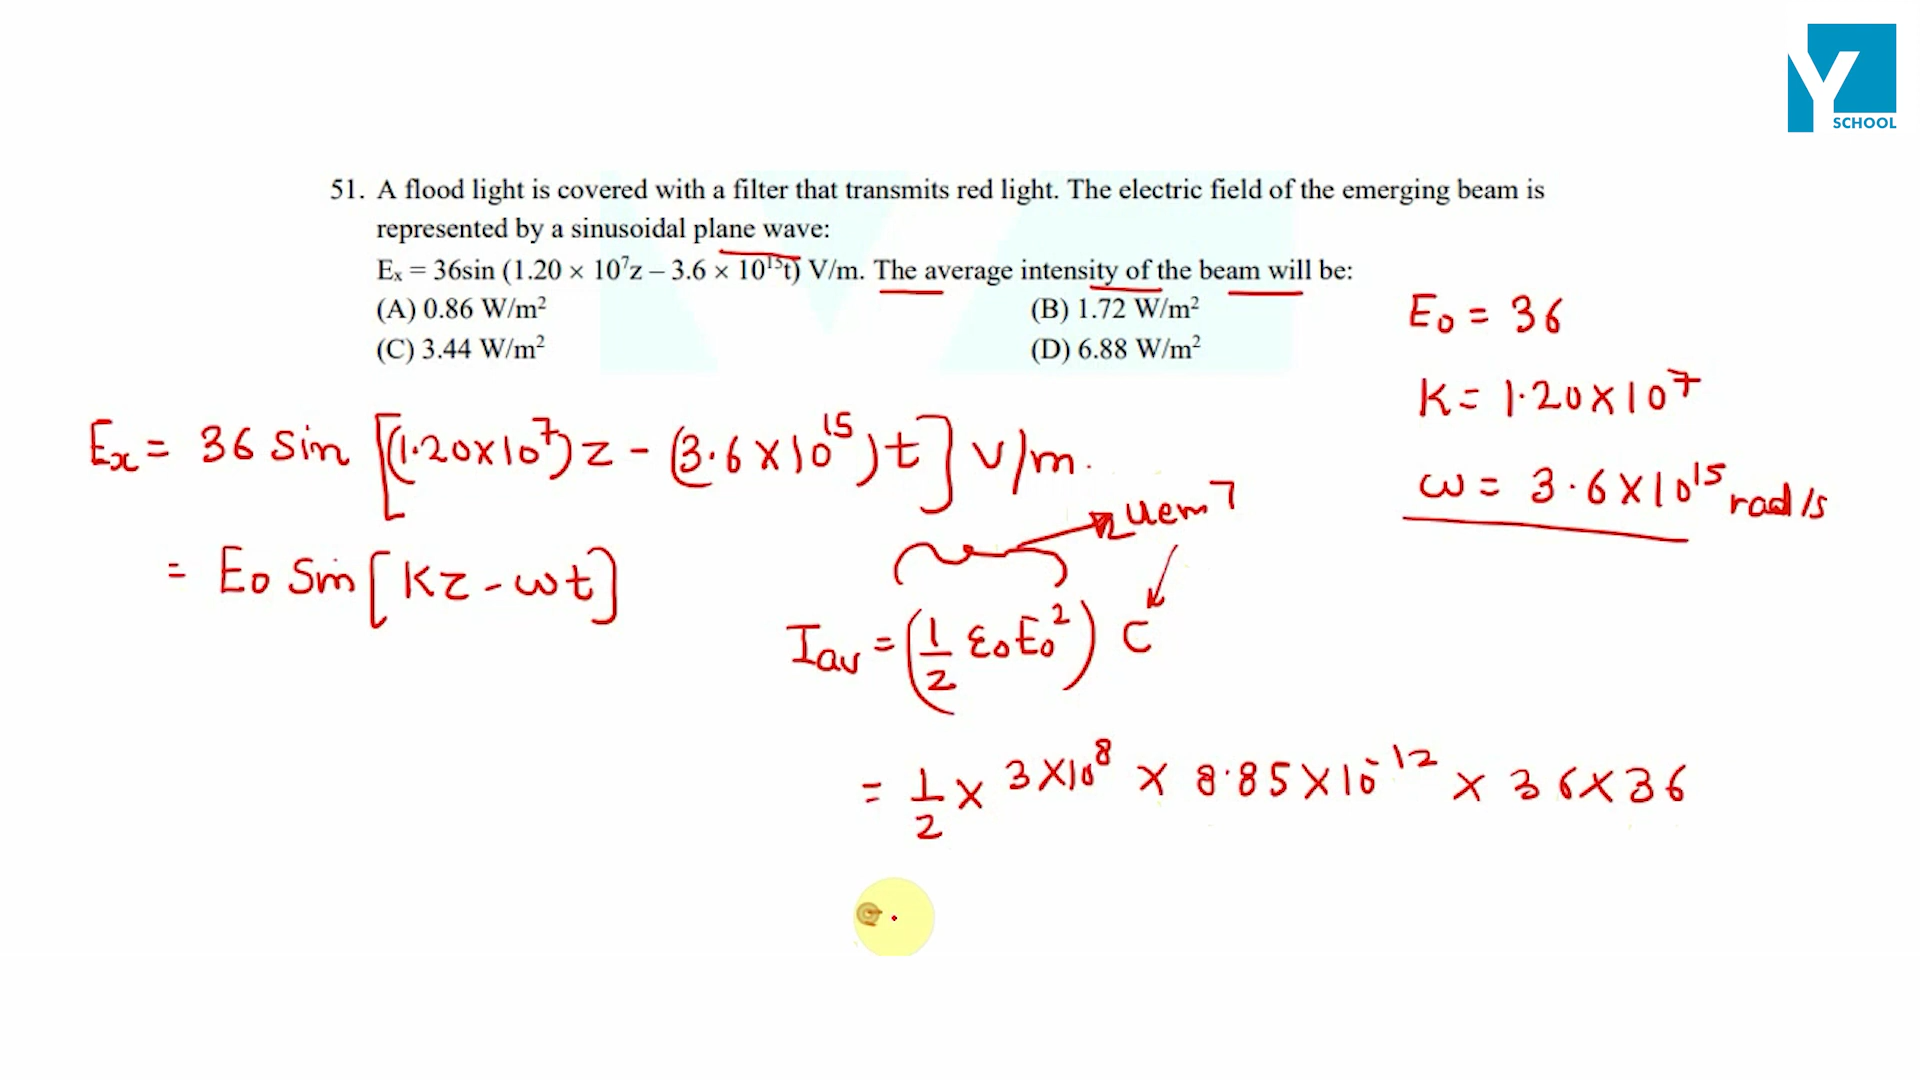 Y
SCHOOL
51. A flood light is covered with a filter that transmits red light. The electric field of the emerging beam is
represented by a sinusoidal plane wave:
Eₓ = 36sin (1.20 × 10⁷z – 3.6 × 10¹⁵t) V/m. The average intensity of the beam will be:
(A) 0.86 W/m² (B) 1.72 W/m²
(C) 3.44 W/m² (D) 6.88 W/m²
E₀ = 36
K = 1.20×10⁷
ω = 3.6×10¹⁵ rad/s
Eₓ = 36 Sin [(1.20×10⁷)z - (3.6×10¹⁵)t] V/m.
= E₀ Sin [Kz - ωt]
uem
I av = (1/2 ε₀E₀²) C
= 1/2 × 3×10⁸ × 8.85×10⁻¹² × 36×36